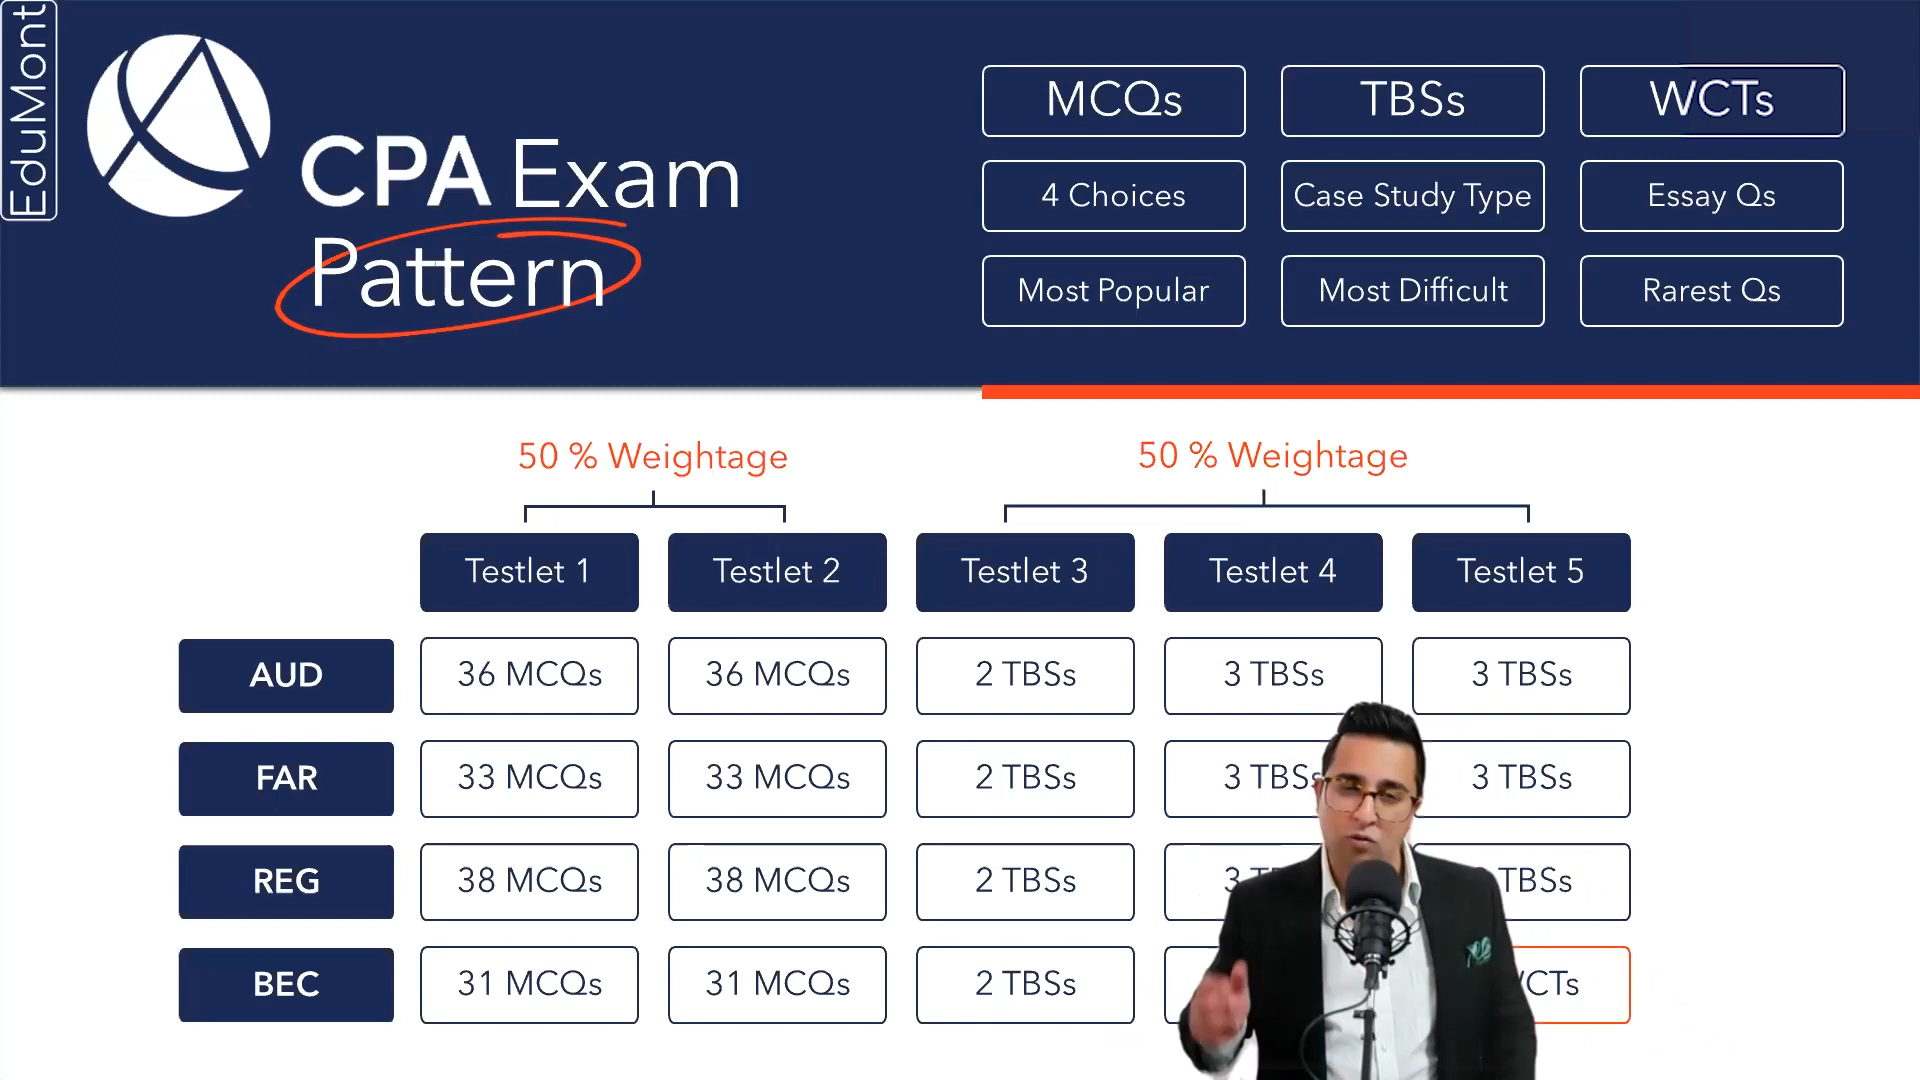 EduMont
CPA Exam
Pattern
MCQs TBSs WCTs
4 Choices Case Study Type Essay Qs
Most Popular Most Difficult Rarest Qs
50 % Weightage 50 % Weightage
Testlet 1 Testlet 2 Testlet 3 Testlet 4 Testlet 5
AUD 36 MCQs 36 MCQs 2 TBSs 3 TBSs 3 TBSs
FAR 33 MCQs 33 MCQs 2 TBSs 3 TBSs 3 TBSs
REG 38 MCQs 38 MCQs 2 TBSs 3 TBSs
BEC 31 MCQs 31 MCQs 2 TBSs